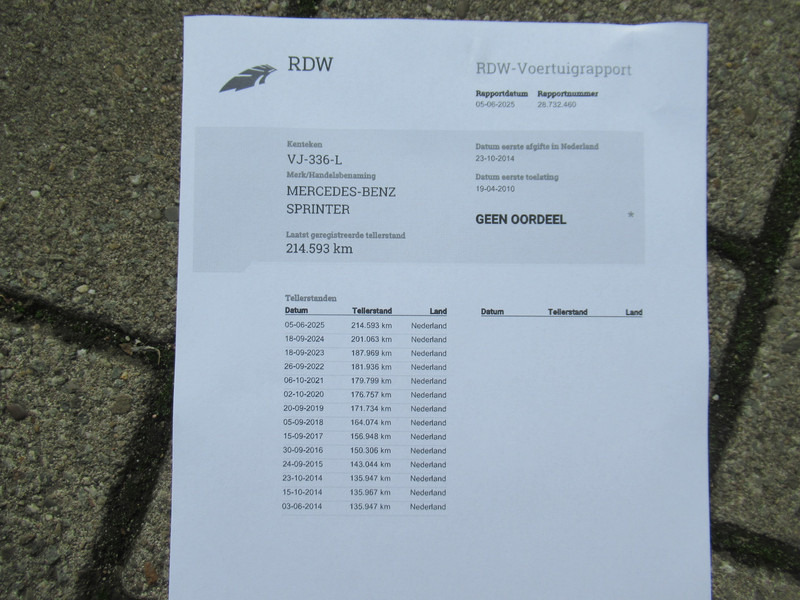 RDW
RDW-Voertuigrapport
Rapportdatum Rapportnummer
05-06-2025 26.732.460
Kenteken
VJ-336-L
Merk/Handelsbenaming
MERCEDES-BENZ
SPRINTER
Laatst geregistreerde tellerstand
214.593 km
Datum eerste afgifte in Nederland
23-10-2014
Datum eerste toelating
19-04-2010
GEEN OORDEEL *
Tellerstanden
Datum Tellerstand Land
05-06-2025 214.593 km Nederland
18-09-2024 201.063 km Nederland
18-09-2023 187.969 km Nederland
26-09-2022 181.936 km Nederland
06-10-2021 179.799 km Nederland
02-10-2020 176.757 km Nederland
20-09-2019 171.734 km Nederland
05-09-2018 164.074 km Nederland
15-09-2017 156.948 km Nederland
30-09-2016 150.306 km Nederland
24-09-2015 143.044 km Nederland
23-10-2014 135.947 km Nederland
15-10-2014 135.967 km Nederland
03-06-2014 135.947 km Nederland
Datum Tellerstand Land